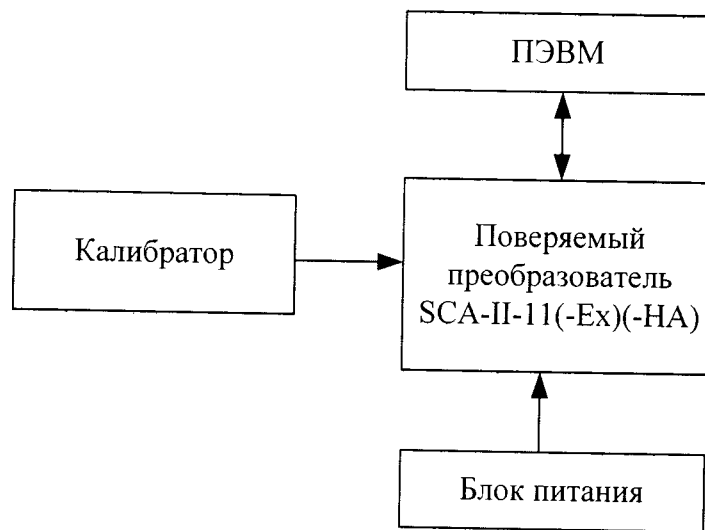 ПЭВМ
Калибратор
Поверяемый
преобразователь
SCA-II-11(-Ex)(-HA)
Блок питания